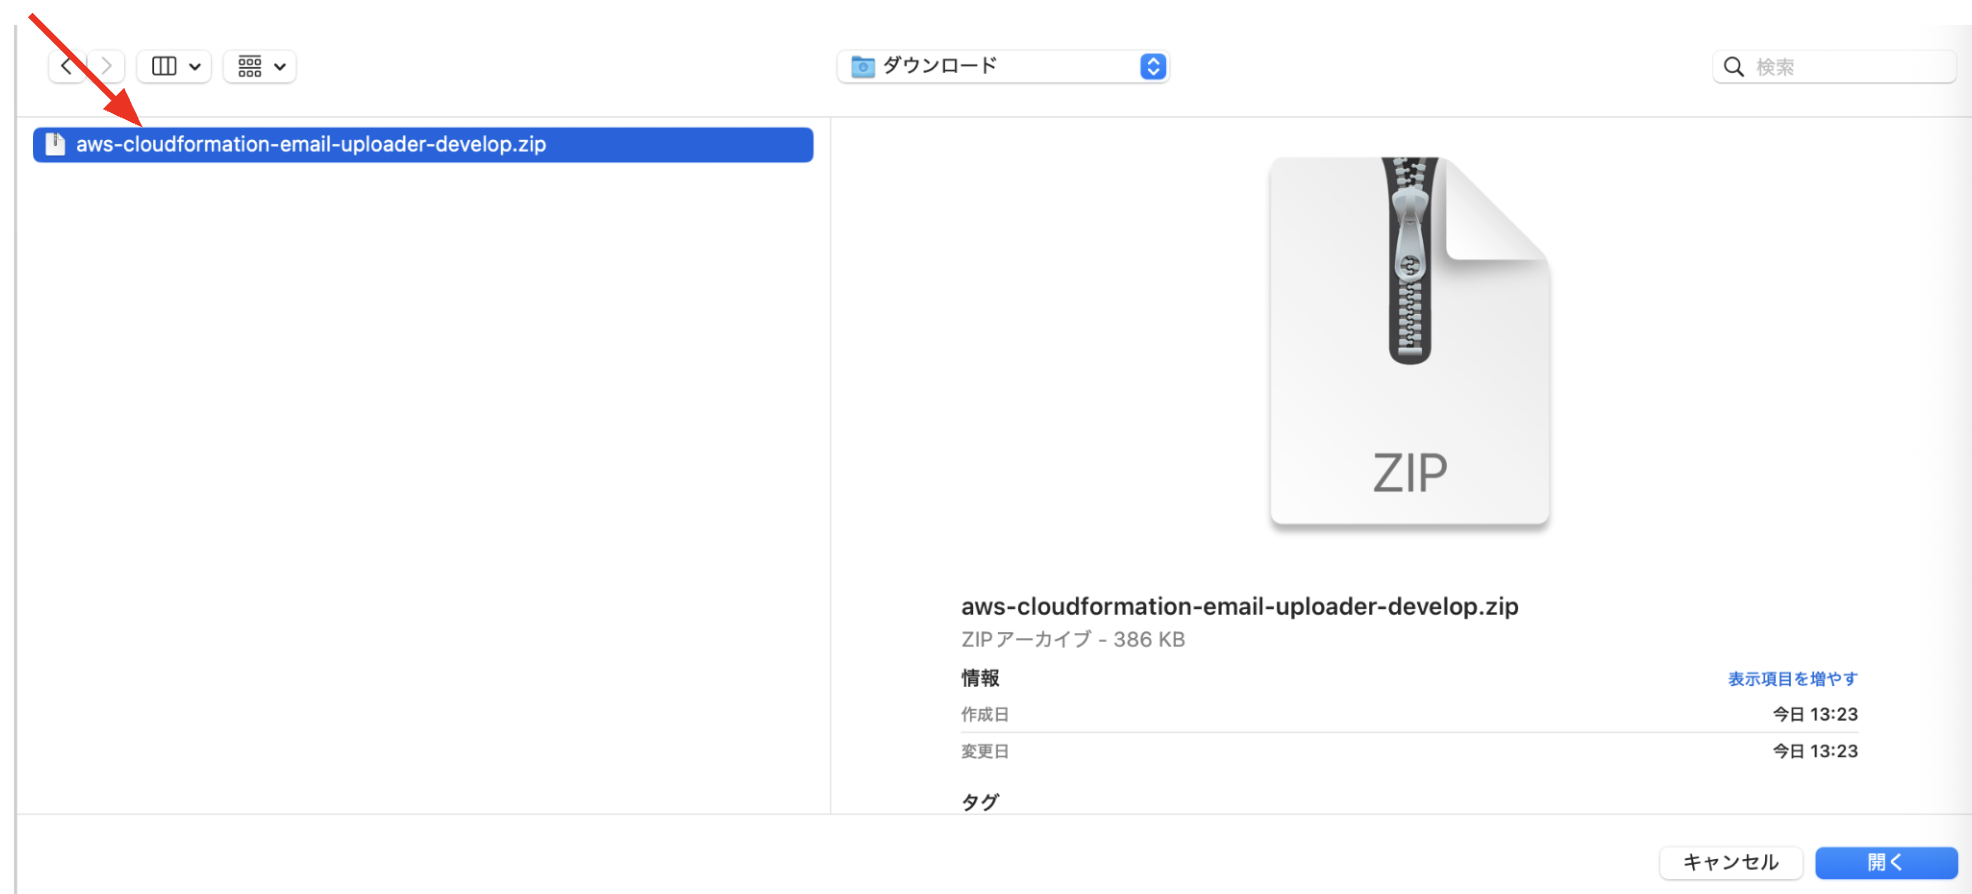 ダウンロード
検索
aws-cloudformation-email-uploader-develop.zip
ZIP
aws-cloudformation-email-uploader-develop.zip
ZIPアーカイブ - 386 KB
情報 表示項目を増やす
作成日 今日 13:23
変更日 今日 13:23
タグ
キャンセル 開く